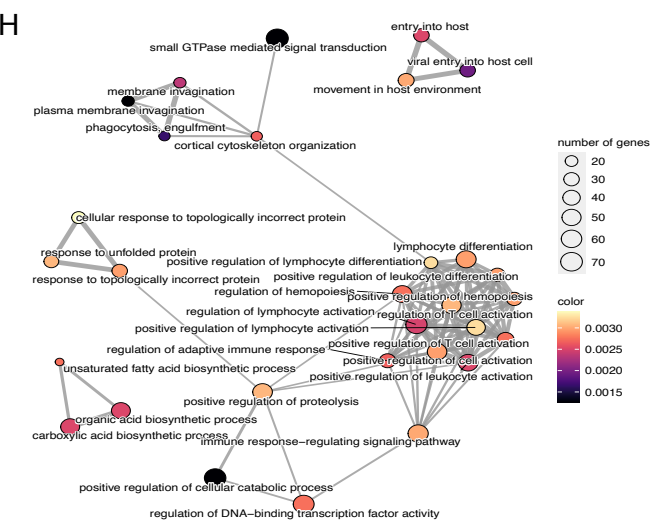 H
entry into host
small GTPase mediated signal transduction
viral entry into host cell
membrane invagination
movement in host environment
plasma membrane invagination
phagocytosis, engulfment
cortical cytoskeleton organization
number of genes
20
30
40
50
60
70
cellular response to topologically incorrect protein
lymphocyte differentiation
response to unfolded protein
positive regulation of lymphocyte differentiation
response to topologically incorrect protein
positive regulation of leukocyte differentiation
regulation of hemopoiesis
positive regulation of hemopoiesis
regulation of lymphocyte activation
regulation of T cell activation
positive regulation of lymphocyte activation
color
0.0030
0.0025
0.0020
0.0015
regulation of adaptive immune response
positive regulation of T cell activation
positive regulation of cell activation
unsaturated fatty acid biosynthetic process
positive regulation of leukocyte activation
positive regulation of proteolysis
organic acid biosynthetic process
carboxylic acid biosynthetic process
immune response−regulating signaling pathway
positive regulation of cellular catabolic process
regulation of DNA−binding transcription factor activity